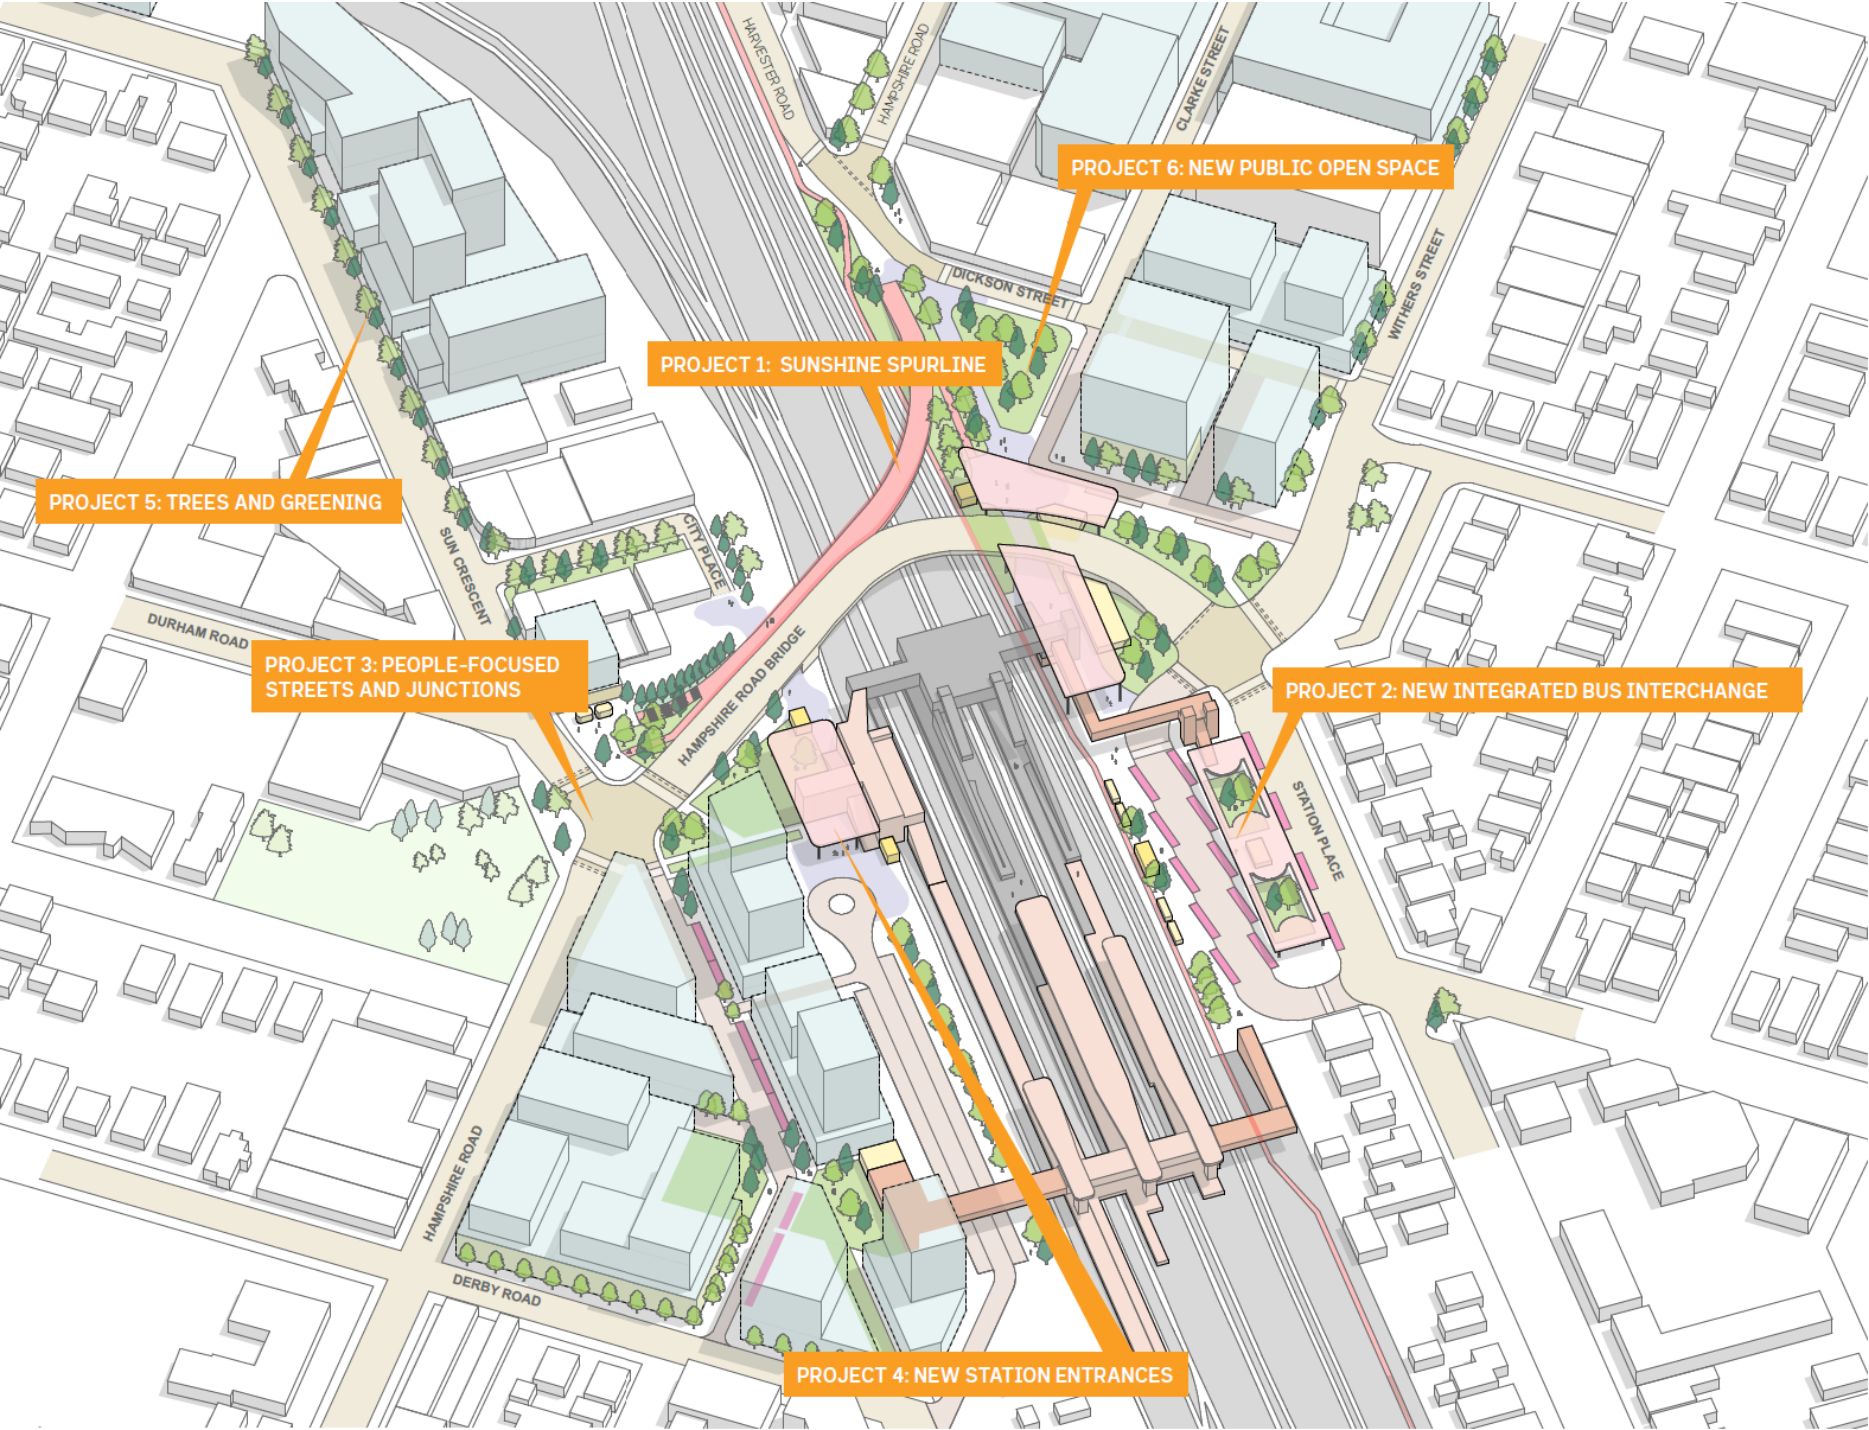 HARVESTER ROAD
HAMPSHIRE ROAD
CLARKE STREET
PROJECT 6: NEW PUBLIC OPEN SPACE
WITHERS STREET
DICKSON STREET
PROJECT 1: SUNSHINE SPURLINE
PROJECT 5: TREES AND GREENING
SUN CRESCENT
CITY PLACE
DURHAM ROAD
PROJECT 3: PEOPLE-FOCUSED
STREETS AND JUNCTIONS
HAMPSHIRE ROAD BRIDGE
PROJECT 2: NEW INTEGRATED BUS INTERCHANGE
STATION PLACE
HAMPSHIRE ROAD
DERBY ROAD
PROJECT 4: NEW STATION ENTRANCES